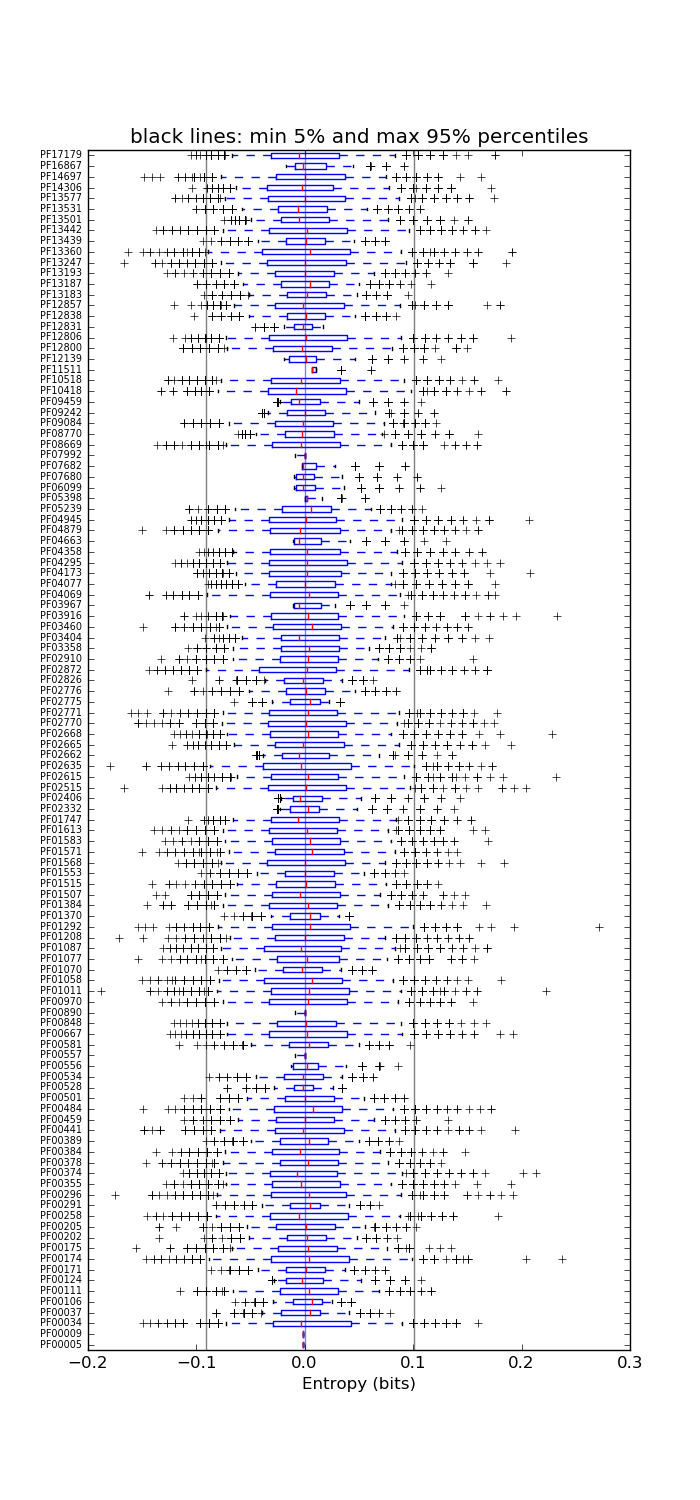 black lines: min 5% and max 95% percentiles
PF17179
PF16867
PF14697
PF14306
PF13577
PF13531
PF13501
PF13442
PF13439
PF13360
PF13247
PF13193
PF13187
PF13183
PF12857
PF12838
PF12831
PF12806
PF12800
PF12139
PF11511
PF10518
PF10418
PF09459
PF09242
PF09084
PF08770
PF08669
PF07992
PF07682
PF07680
PF06099
PF05398
PF05239
PF04945
PF04879
PF04663
PF04358
PF04295
PF04173
PF04077
PF04069
PF03967
PF03916
PF03460
PF03404
PF03358
PF02910
PF02872
PF02826
PF02776
PF02775
PF02771
PF02770
PF02668
PF02665
PF02662
PF02635
PF02615
PF02515
PF02406
PF02332
PF01747
PF01613
PF01583
PF01571
PF01568
PF01553
PF01515
PF01507
PF01384
PF01370
PF01292
PF01208
PF01087
PF01077
PF01070
PF01058
PF01011
PF00970
PF00890
PF00848
PF00667
PF00581
PF00557
PF00556
PF00534
PF00528
PF00501
PF00484
PF00459
PF00441
PF00389
PF00384
PF00378
PF00374
PF00355
PF00296
PF00291
PF00258
PF00205
PF00202
PF00175
PF00174
PF00171
PF00124
PF00111
PF00106
PF00037
PF00034
PF00009
PF00005
−0.2 −0.1 0.0 0.1 0.2 0.3
Entropy (bits)